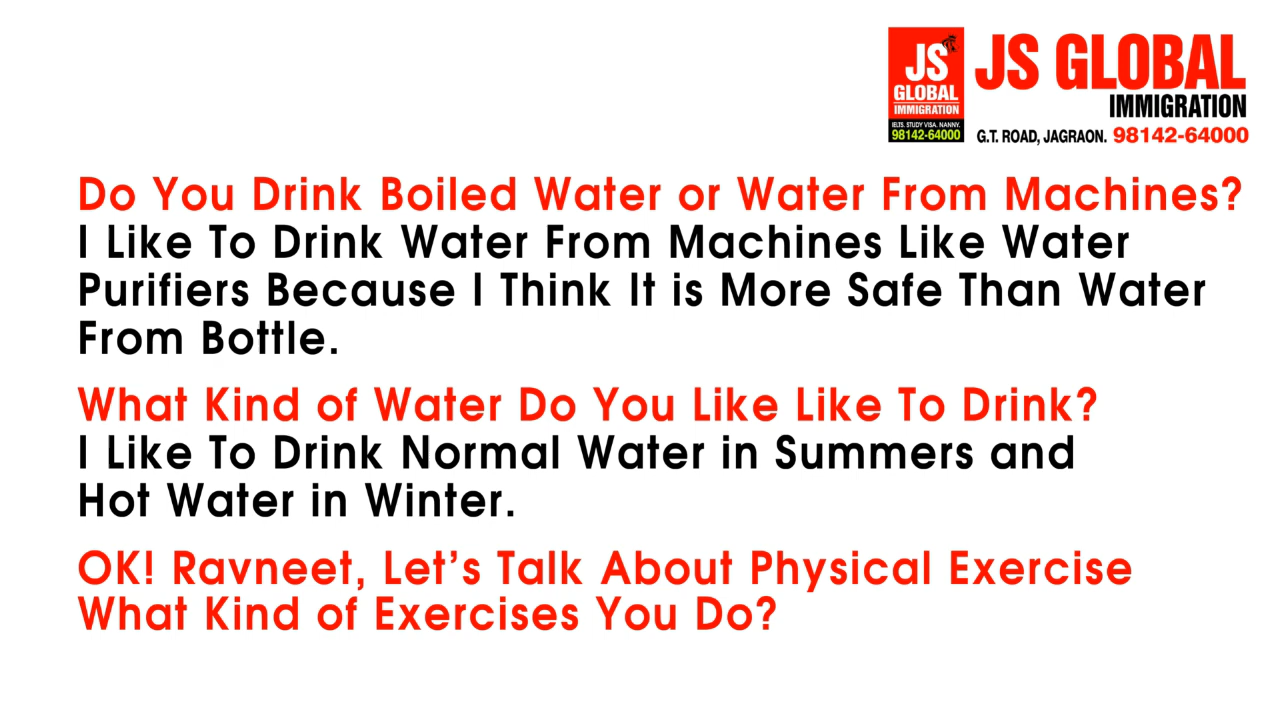 JS
GLOBAL
IMMIGRATION
IELTS. STUDY VISA. NANNY.
98142-64000
JS GLOBAL
IMMIGRATION
G.T. ROAD, JAGRAON. 98142-64000
Do You Drink Boiled Water or Water From Machines?
I Like To Drink Water From Machines Like Water
Purifiers Because I Think It is More Safe Than Water
From Bottle.
What Kind of Water Do You Like Like To Drink?
I Like To Drink Normal Water in Summers and
Hot Water in Winter.
OK! Ravneet, Let's Talk About Physical Exercise
What Kind of Exercises You Do?